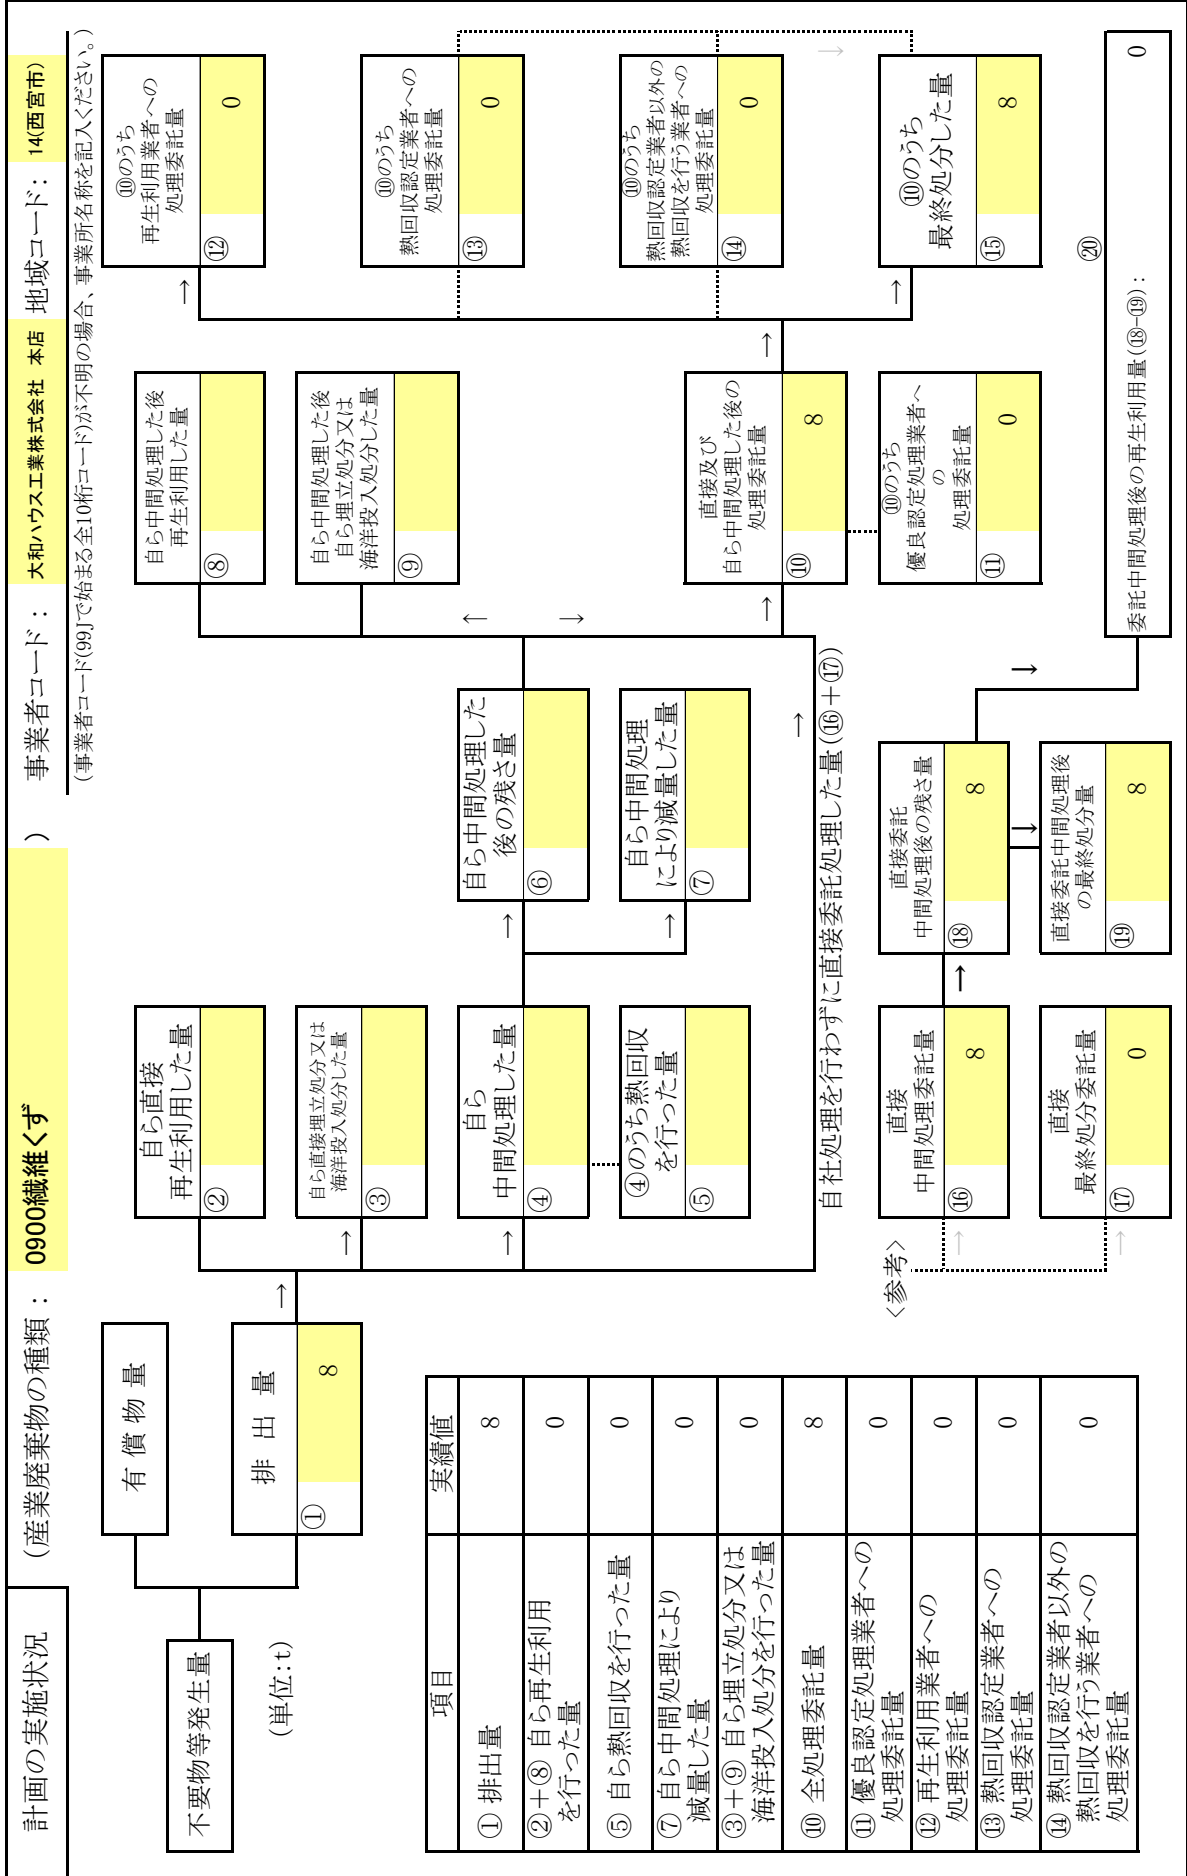 計画の実施状況
(産業廃棄物の種類：
0900繊維くず
)
事業者コード：
大和ハウス工業株式会社 本店
地域コード：
14(西宮市)
(事業者コード(99Jで始まる全10桁コード)が不明の場合、事業所名称を記入ください。)
不要物等発生量
(単位:t)
有 償 物 量
排 出 量
①
8
→
自ら直接
再生利用した量
②
→
自ら直接埋立処分又は
海洋投入処分した量
③
→
自ら
中間処理した量
④
④のうち熱回収
を行った量
⑤
→
自ら中間処理した
後の残さ量
⑥
→
自ら中間処理
により減量した量
⑦
自ら中間処理した後
再生利用した量
⑧
自ら中間処理した後
自ら埋立処分又は
海洋投入処分した量
⑨
↑
↓
→
自社処理を行わずに直接委託処理した量(⑯＋⑰)
→
直接及び
自ら中間処理した後の
処理委託量
⑩
8
⑩のうち
優良認定処理業者へ
の
処理委託量
⑪
0
→
→
⑩のうち
再生利用業者への
処理委託量
⑫
0
⑩のうち
熱回収認定業者への
処理委託量
⑬
0
⑩のうち
熱回収認定業者以外の
熱回収を行う業者への
処理委託量
⑭
0
↓
→
⑩のうち
最終処分した量
⑮
8
<参考>
→
直接
中間処理委託量
⑯
8
→
直接
最終処分委託量
⑰
0
→
直接委託
中間処理後の残さ量
⑱
8
↓
直接委託中間処理後
の最終処分量
⑲
8
↓
⑳
委託中間処理後の再生利用量(⑱-⑲)：
0
項目
実績値
① 排出量
8
②＋⑧ 自ら再生利用
を行った量
0
⑤ 自ら熱回収を行った量
0
⑦ 自ら中間処理により
減量した量
0
③＋⑨ 自ら埋立処分又は
海洋投入処分を行った量
0
⑩ 全処理委託量
8
⑪ 優良認定処理業者への
処理委託量
0
⑫ 再生利用業者への
処理委託量
0
⑬ 熱回収認定業者への
処理委託量
0
⑭ 熱回収認定業者以外の
熱回収を行う業者への
処理委託量
0